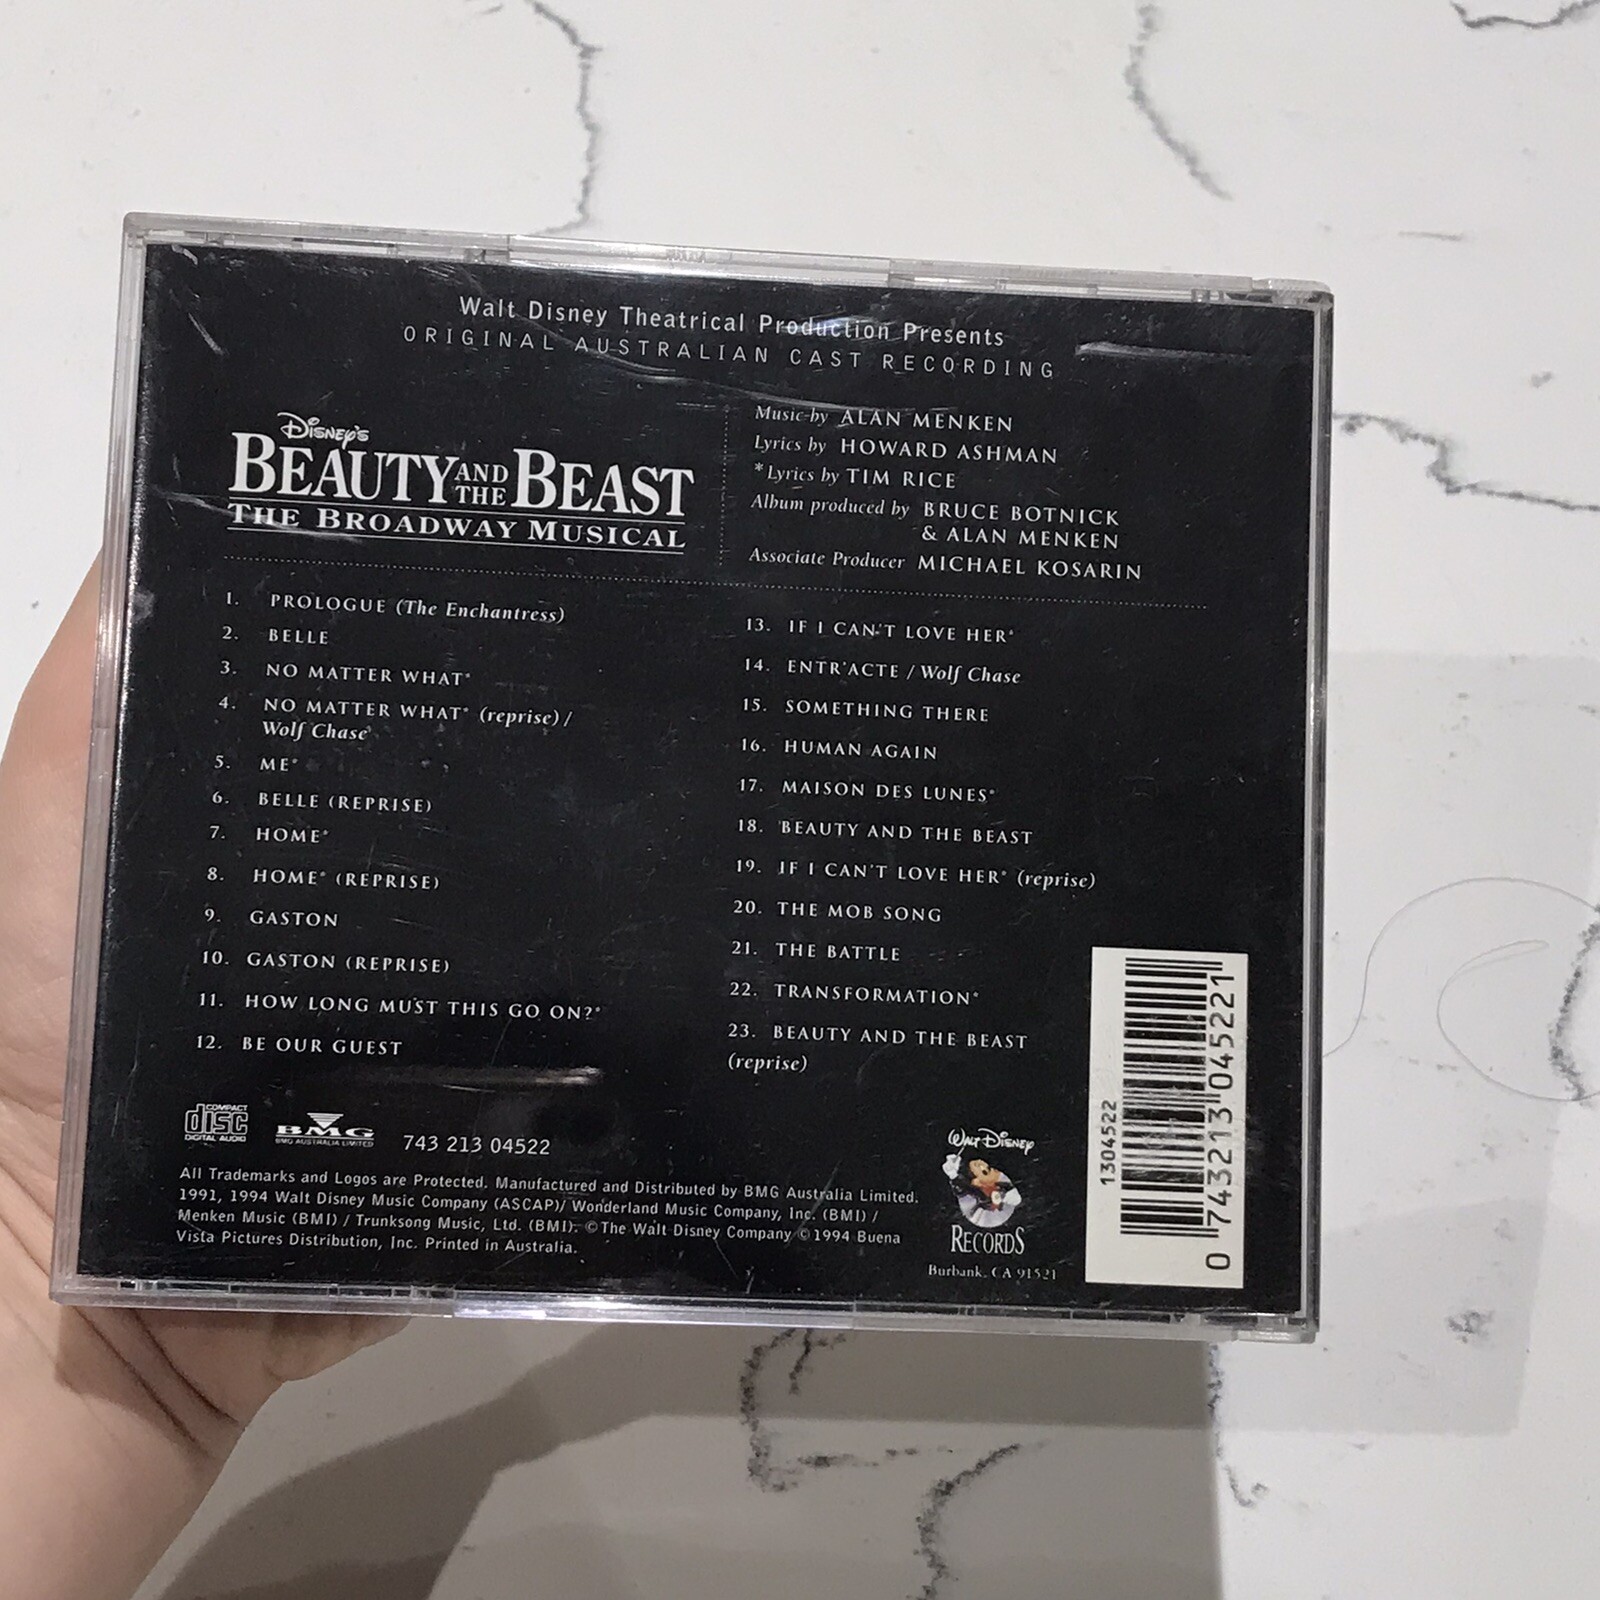 Walt Disney Theatrical Production Presents
ORIGINAL AUSTRALIAN CAST RECORDING
Disney's
BEAUTY AND THE BEAST
THE BROADWAY MUSICAL
Music by ALAN MENKEN
Lyrics by HOWARD ASHMAN
*Lyrics by TIM RICE
Album produced by BRUCE BOTNICK
& ALAN MENKEN
Associate Producer MICHAEL KOSARIN
1. PROLOGUE (The Enchantress)
2. BELLE
3. NO MATTER WHAT*
4. NO MATTER WHAT* (reprise) /
Wolf Chase
5. ME*
6. BELLE (REPRISE)
7. HOME*
8. HOME* (REPRISE)
9. GASTON
10. GASTON (REPRISE)
11. HOW LONG MUST THIS GO ON?*
12. BE OUR GUEST
13. IF I CAN'T LOVE HER*
14. ENTR'ACTE / Wolf Chase
15. SOMETHING THERE
16. HUMAN AGAIN
17. MAISON DES LUNES*
18. BEAUTY AND THE BEAST
19. IF I CAN'T LOVE HER* (reprise)
20. THE MOB SONG
21. THE BATTLE
22. TRANSFORMATION*
23. BEAUTY AND THE BEAST
(reprise)
COMPACT
disc
DIGITAL AUDIO
BMG
BMG AUSTRALIA LIMITED
743 213 04522
All Trademarks and Logos are Protected. Manufactured and Distributed by BMG Australia Limited.
1991, 1994 Walt Disney Music Company (ASCAP)/ Wonderland Music Company, Inc. (BMI) /
Menken Music (BMI) / Trunksong Music, Ltd. (BMI). © The Walt Disney Company © 1994 Buena
Vista Pictures Distribution, Inc. Printed in Australia.
WALT DISNEY
RECORDS
Burbank, CA 91521
1304522
0 743213 045221